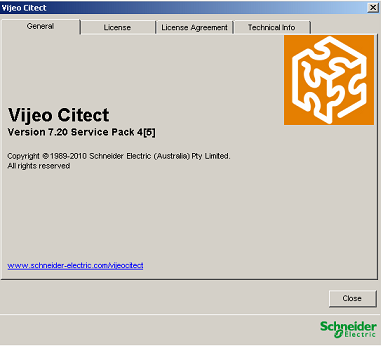 Vijeo Citect
General License License Agreement Technical Info
Vijeo Citect
Version 7.20 Service Pack 4[5]
Copyright © 1989-2010 Schneider Electric (Australia) Pty Limited.
All rights reserved
www.schneider-electric.com/vijeocitect
Close
Schneider
Electric